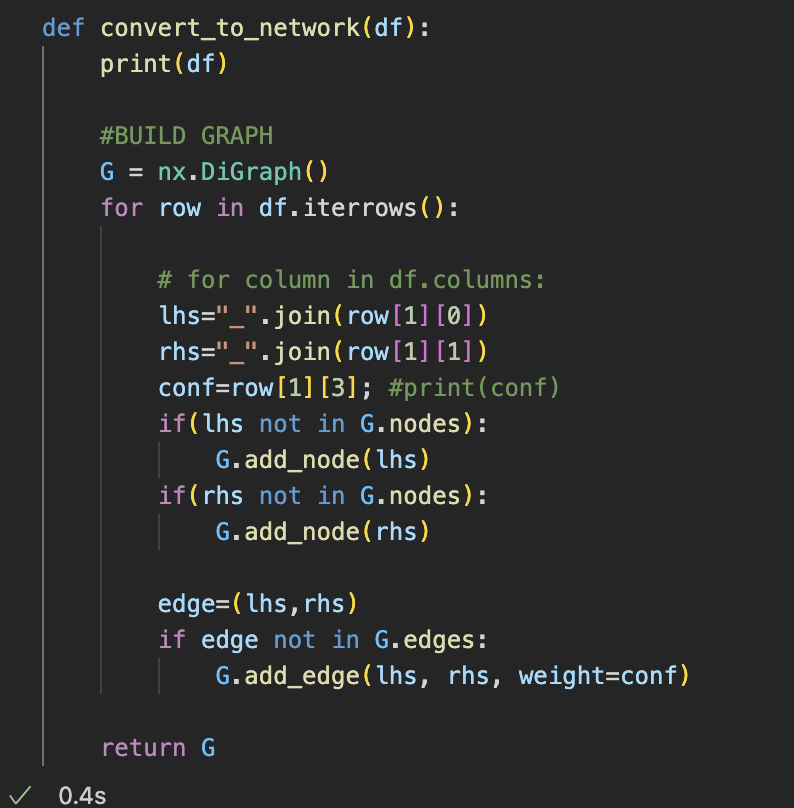 def convert_to_network(df):
    print(df)

    #BUILD GRAPH
    G = nx.DiGraph()
    for row in df.iterrows():

        # for column in df.columns:
        lhs="_".join(row[1][0])
        rhs="_".join(row[1][1])
        conf=row[1][3]; #print(conf)
        if(lhs not in G.nodes):
            G.add_node(lhs)
        if(rhs not in G.nodes):
            G.add_node(rhs)

        edge=(lhs,rhs)
        if edge not in G.edges:
            G.add_edge(lhs, rhs, weight=conf)

    return G
✓ 0.4s